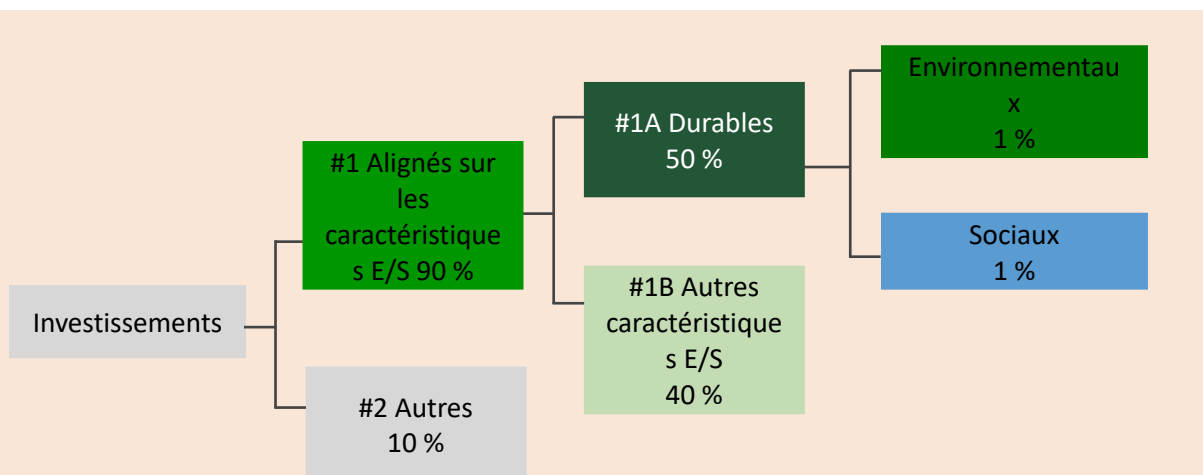 Investissements
#1 Alignés sur
les
caractéristique
s E/S 90 %
#2 Autres
10 %
#1A Durables
50 %
#1B Autres
caractéristique
s E/S
40 %
Environnementau
x
1 %
Sociaux
1 %